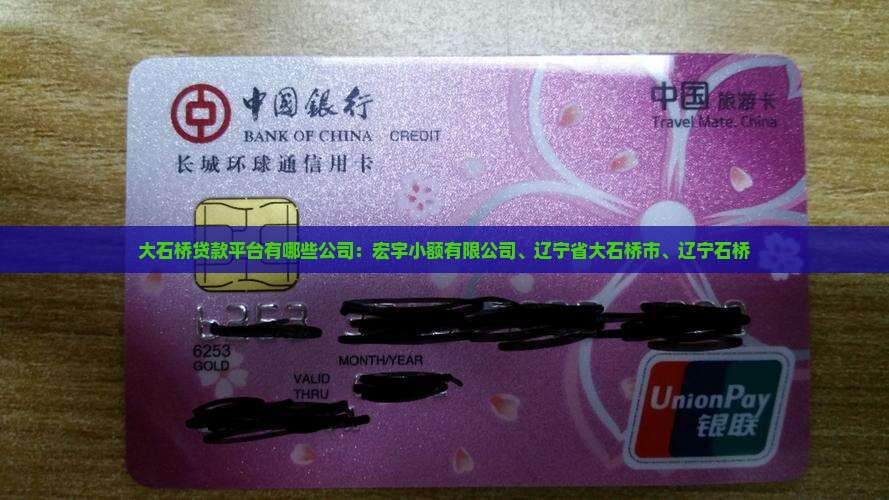 中国银行
BANK OF CHINA CREDIT
长城环球通信用卡
中国 旅游卡
Travel Mate. China
大石桥贷款平台有哪些公司：宏宇小额有限公司、辽宁省大石桥市、辽宁石桥
6253
6253
GOLD
MONTH/YEAR
VALID
THRU
UnionPay
银联